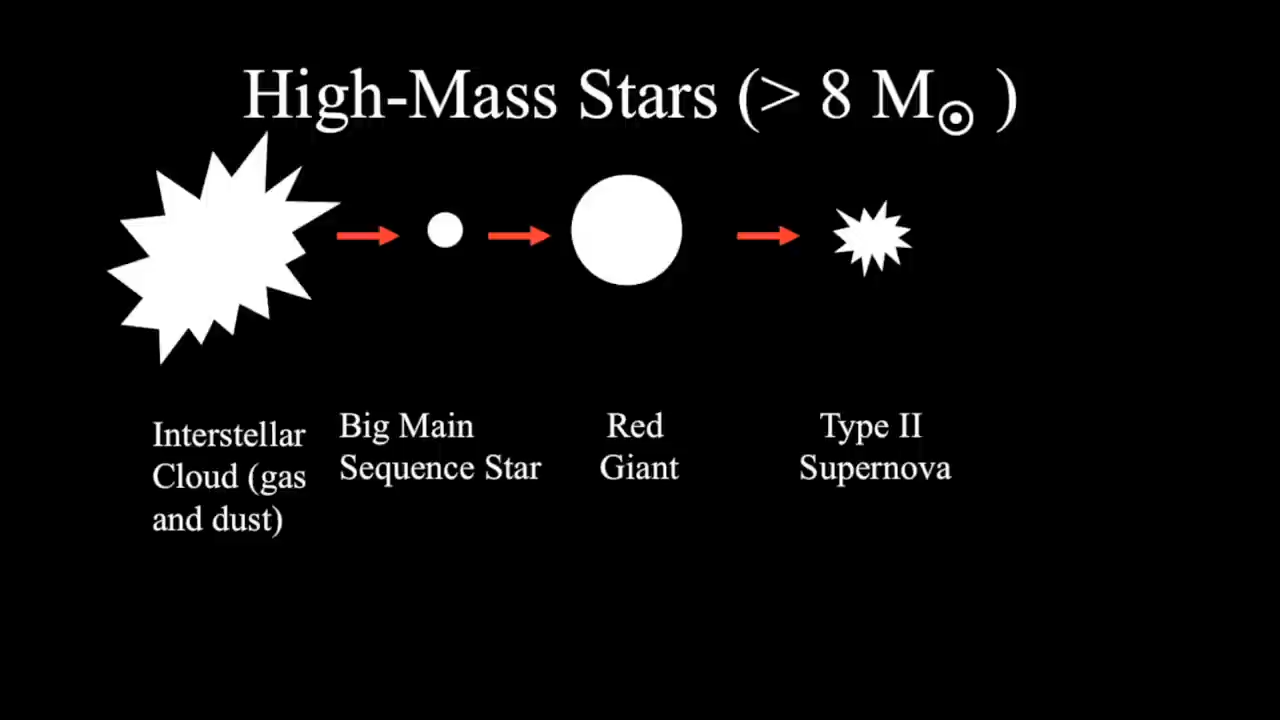 High-Mass Stars (> 8 M⊙ )
Interstellar
Cloud (gas
and dust)
Big Main
Sequence Star
Red
Giant
Type II
Supernova